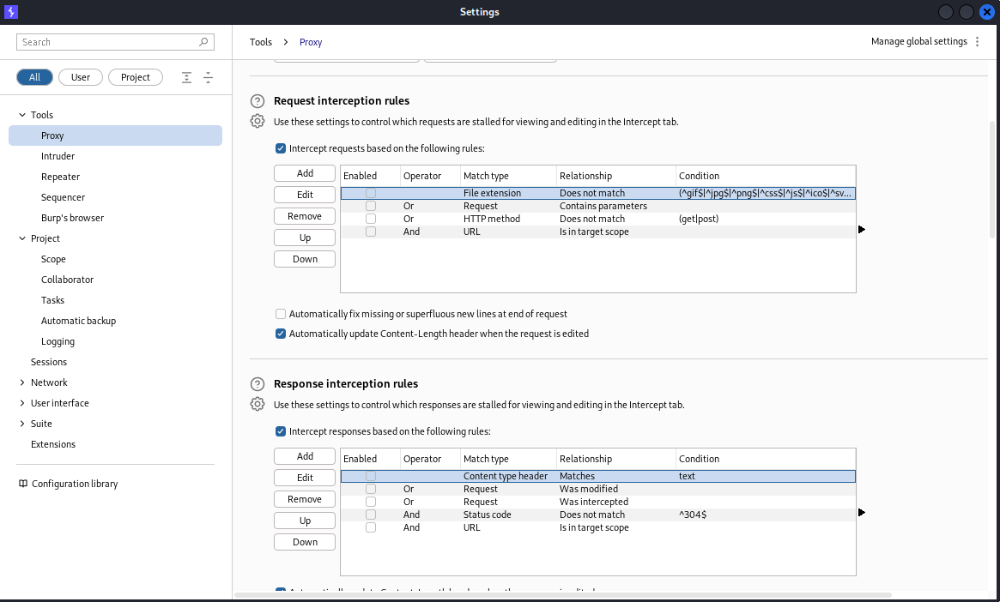 Settings
Search
Tools > Proxy
Manage global settings
All User Project
Tools
Proxy
Intruder
Repeater
Sequencer
Burp's browser
Project
Scope
Collaborator
Tasks
Automatic backup
Logging
Sessions
Network
User interface
Suite
Extensions
Configuration library
Request interception rules
Use these settings to control which requests are stalled for viewing and editing in the Intercept tab.
Intercept requests based on the following rules:
Add
Edit
Remove
Up
Down
Enabled Operator Match type Relationship Condition
File extension Does not match (^gif$|^jpg$|^png$|^css$|^js$|^ico$|^sv...
Or Request Contains parameters
Or HTTP method Does not match (get|post)
And URL Is in target scope
Automatically fix missing or superfluous new lines at end of request
Automatically update Content-Length header when the request is edited
Response interception rules
Use these settings to control which responses are stalled for viewing and editing in the Intercept tab.
Intercept responses based on the following rules:
Add
Edit
Remove
Up
Down
Enabled Operator Match type Relationship Condition
Content type header Matches text
Or Request Was modified
Or Request Was intercepted
And Status code Does not match ^304$
And URL Is in target scope